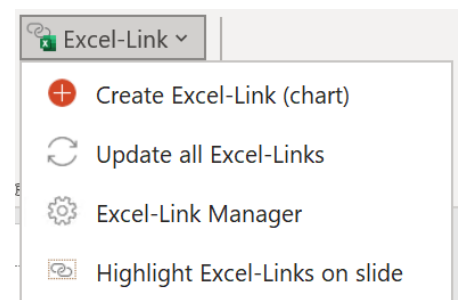 Excel-Link
Create Excel-Link (chart)
Update all Excel-Links
Excel-Link Manager
Highlight Excel-Links on slide